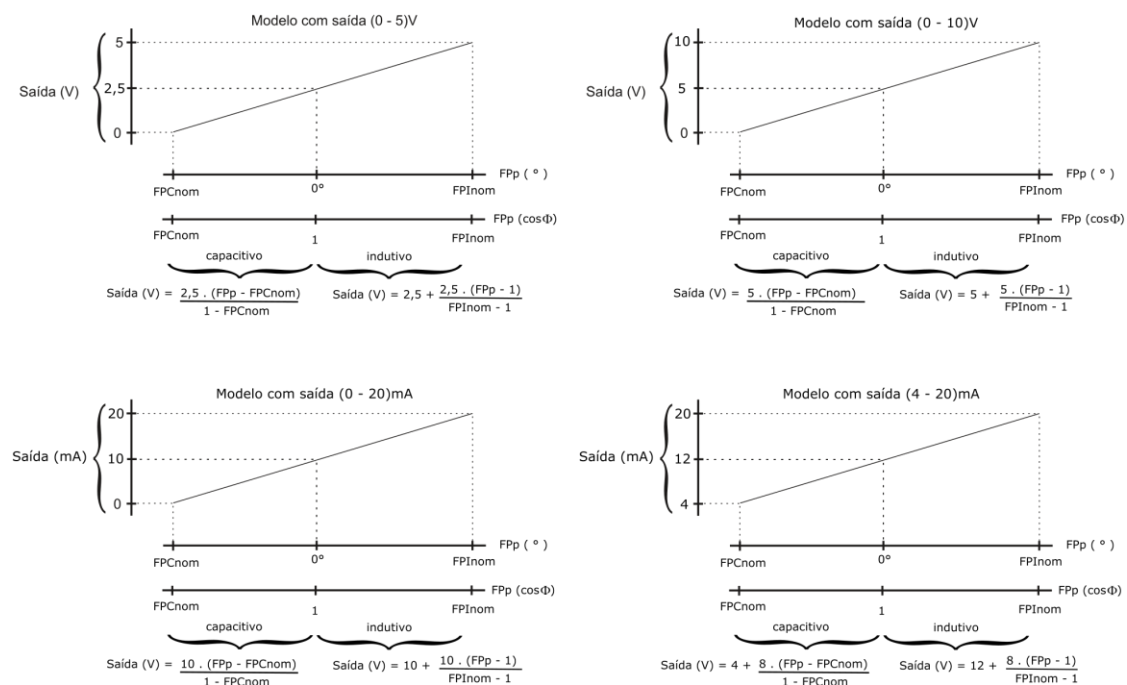 Modelo com saída (0 - 5)V
5
Saída (V)
2,5
0
FPp ( ° )
FPCnom
0°
FPInom
FPp (cosΦ)
FPCnom
1
FPInom
capacitivo
indutivo
Saída (V) = 2,5 . (FPp - FPCnom)
1 - FPCnom
Saída (V) = 2,5 + 2,5 . (FPp - 1)
FPInom - 1
Modelo com saída (0 - 10)V
10
Saída (V)
5
0
FPp ( ° )
FPCnom
0°
FPInom
FPp (cosΦ)
FPCnom
1
FPInom
capacitivo
indutivo
Saída (V) = 5 . (FPp - FPCnom)
1 - FPCnom
Saída (V) = 5 + 5 . (FPp - 1)
FPInom - 1
Modelo com saída (0 - 20)mA
20
Saída (mA)
10
0
FPp ( ° )
FPCnom
0°
FPInom
FPp (cosΦ)
FPCnom
1
FPInom
capacitivo
indutivo
Saída (V) = 10 . (FPp - FPCnom)
1 - FPCnom
Saída (V) = 10 + 10 . (FPp - 1)
FPInom - 1
Modelo com saída (4 - 20)mA
20
Saída (mA)
12
4
FPp ( ° )
FPCnom
0°
FPInom
FPp (cosΦ)
FPCnom
1
FPInom
capacitivo
indutivo
Saída (V) = 4 + 8 . (FPp - FPCnom)
1 - FPCnom
Saída (V) = 12 + 8 . (FPp - 1)
FPInom - 1